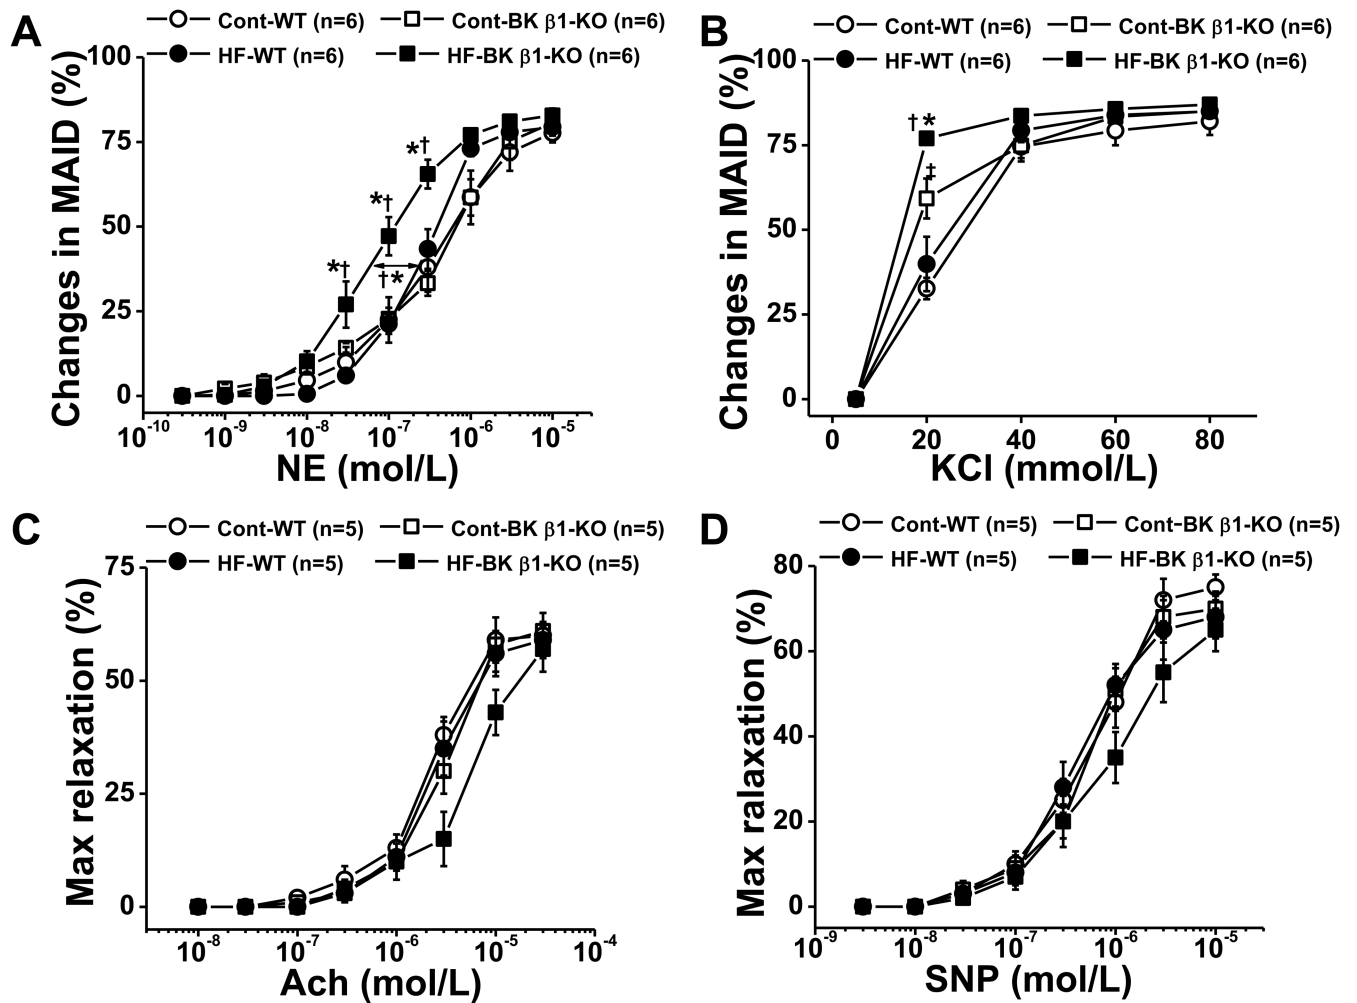 A
Cont-WT (n=6)
Cont-BK β1-KO (n=6)
HF-WT (n=6)
HF-BK β1-KO (n=6)
Changes in MAID (%)
100
75
50
25
0
*†
*†
*†
†*
10-10
10-9
10-8
10-7
10-6
10-5
NE (mol/L)
B
Cont-WT (n=6)
Cont-BK β1-KO (n=6)
HF-WT (n=6)
HF-BK β1-KO (n=6)
Changes in MAID (%)
100
75
50
25
0
†*
‡
0
20
40
60
80
KCl (mmol/L)
C
Cont-WT (n=5)
Cont-BK β1-KO (n=5)
HF-WT (n=5)
HF-BK β1-KO (n=5)
Max relaxation (%)
75
50
25
0
10-8
10-7
10-6
10-5
10-4
Ach (mol/L)
D
Cont-WT (n=5)
Cont-BK β1-KO (n=5)
HF-WT (n=5)
HF-BK β1-KO (n=5)
Max ralaxation (%)
80
60
40
20
0
10-9
10-8
10-7
10-6
10-5
SNP (mol/L)